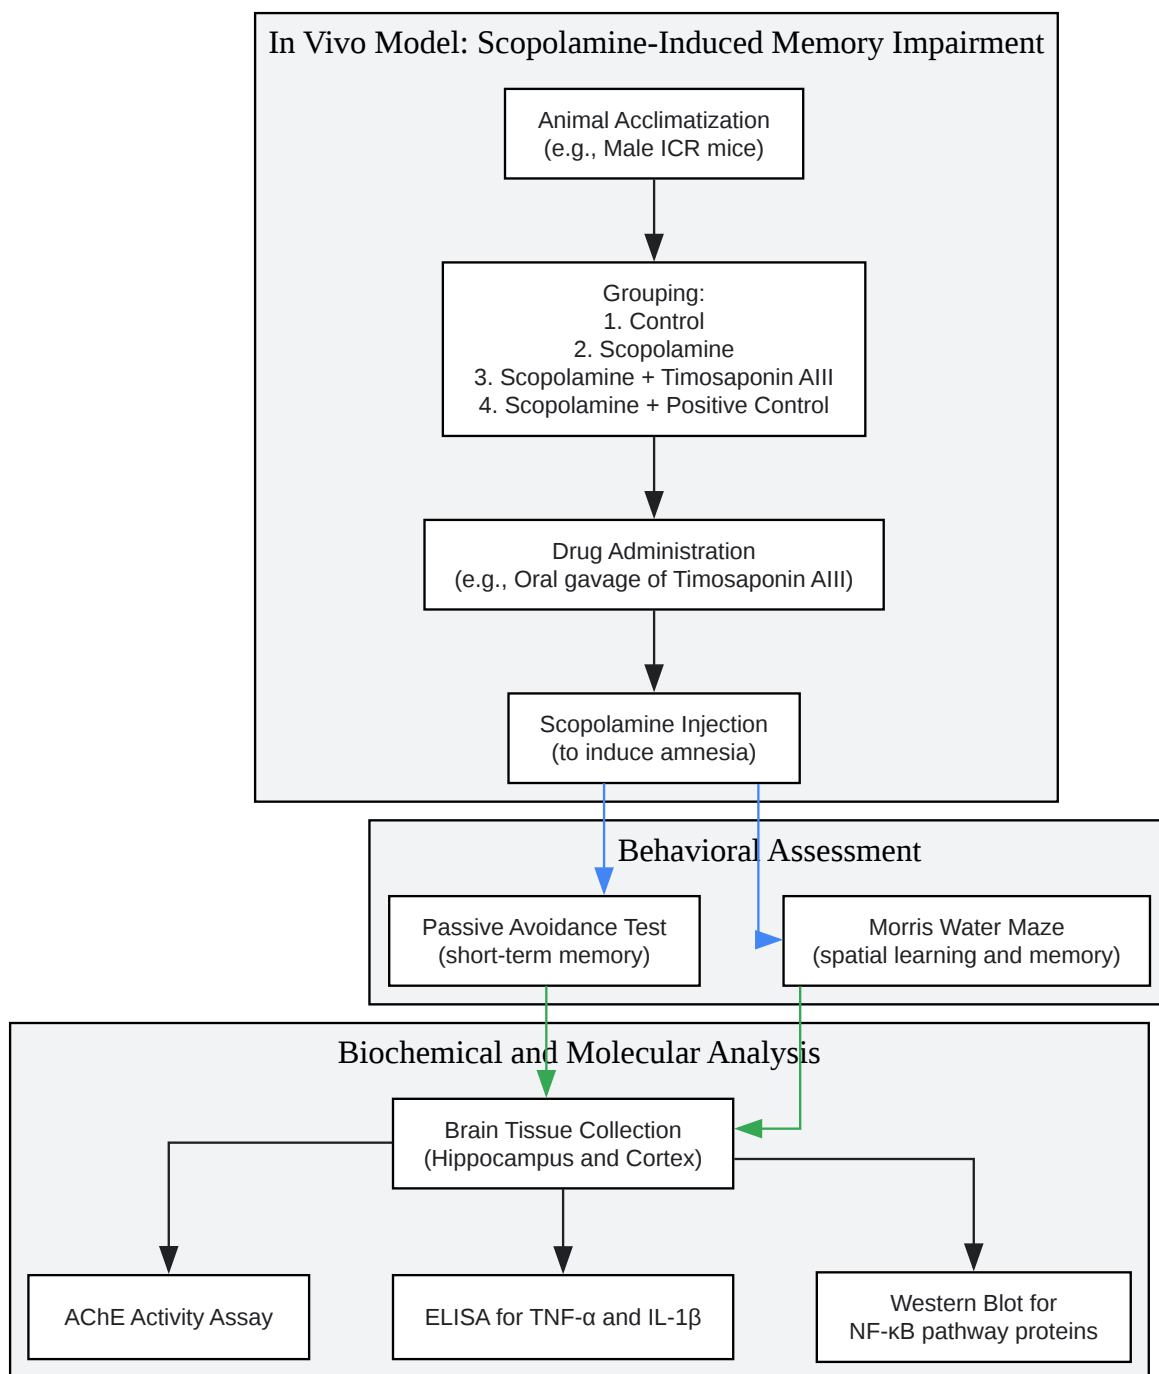 In Vivo Model: Scopolamine-Induced Memory Impairment
Animal Acclimatization
(e.g., Male ICR mice)
Grouping:
1. Control
2. Scopolamine
3. Scopolamine + Timosaponin AIII
4. Scopolamine + Positive Control
Drug Administration
(e.g., Oral gavage of Timosaponin AIII)
Scopolamine Injection
(to induce amnesia)
Behavioral Assessment
Passive Avoidance Test
(short-term memory)
Morris Water Maze
(spatial learning and memory)
Biochemical and Molecular Analysis
Brain Tissue Collection
(Hippocampus and Cortex)
AChE Activity Assay
ELISA for TNF-α and IL-1β
Western Blot for
NF-κB pathway proteins